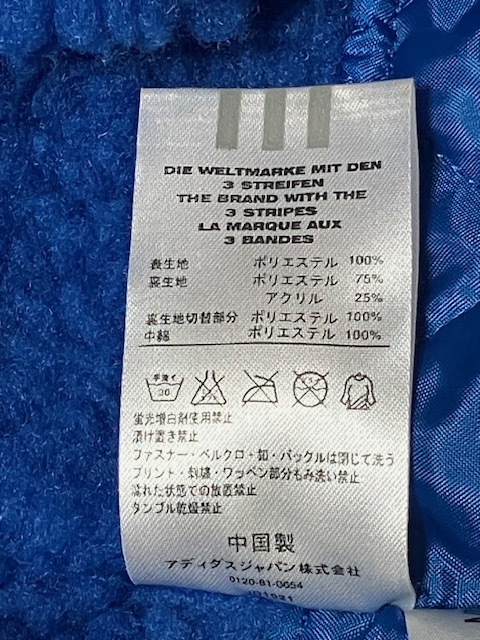 DIE WELTMARKE MIT DEN
3 STREIFEN
THE BRAND WITH THE
3 STRIPES
LA MARQUE AUX
3 BANDES
表生地 ポリエステル 100%
裏生地 ポリエステル 75%
アクリル 25%
裏生地切替部分 ポリエステル 100%
中綿 ポリエステル 100%
手洗イ
30
蛍光増白剤使用禁止
漬け置き禁止
ファスナー・ベルクロ・釦・バックルは閉じて洗う
プリント・刺繍・ワッペン部分もみ洗い禁止
濡れた状態での放置禁止
タンブル乾燥禁止
中国製
アディダスジャパン株式会社
0120-81-0654